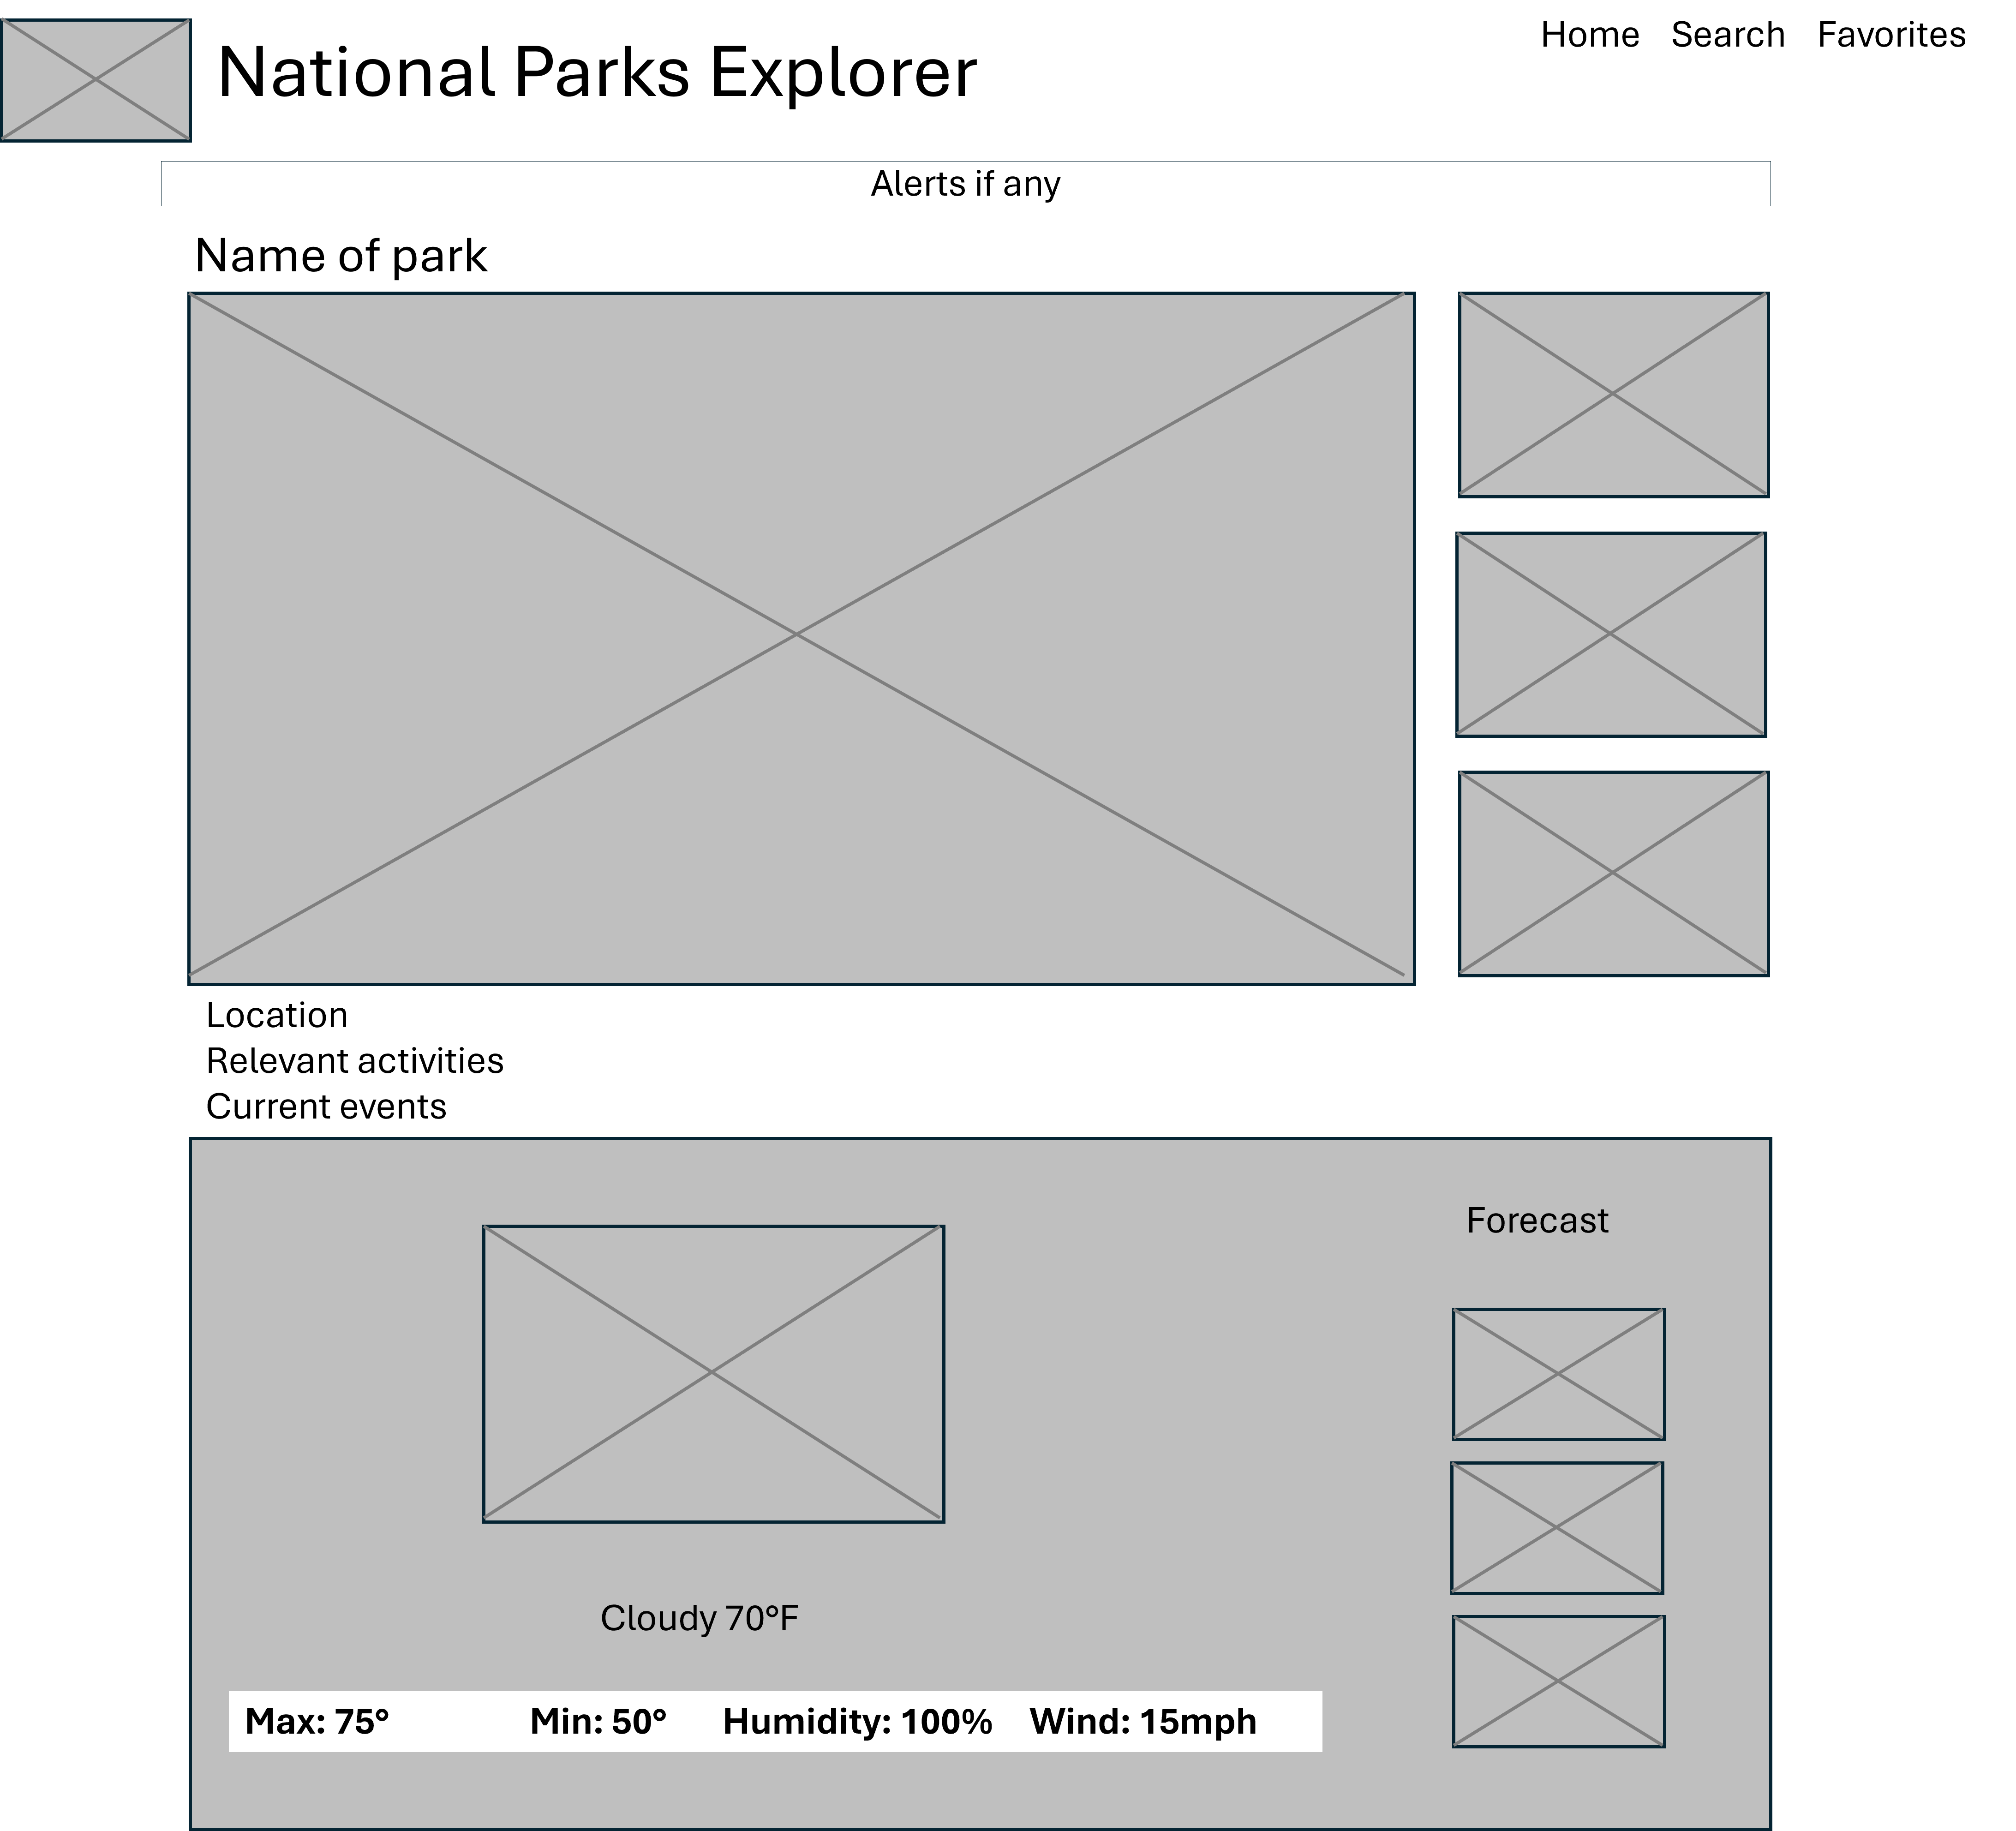 National Parks Explorer
Home Search Favorites
Alerts if any
Name of park
Location
Relevant activities
Current events
Forecast
Cloudy 70°F
Max: 75° Min: 50° Humidity: 100% Wind: 15mph